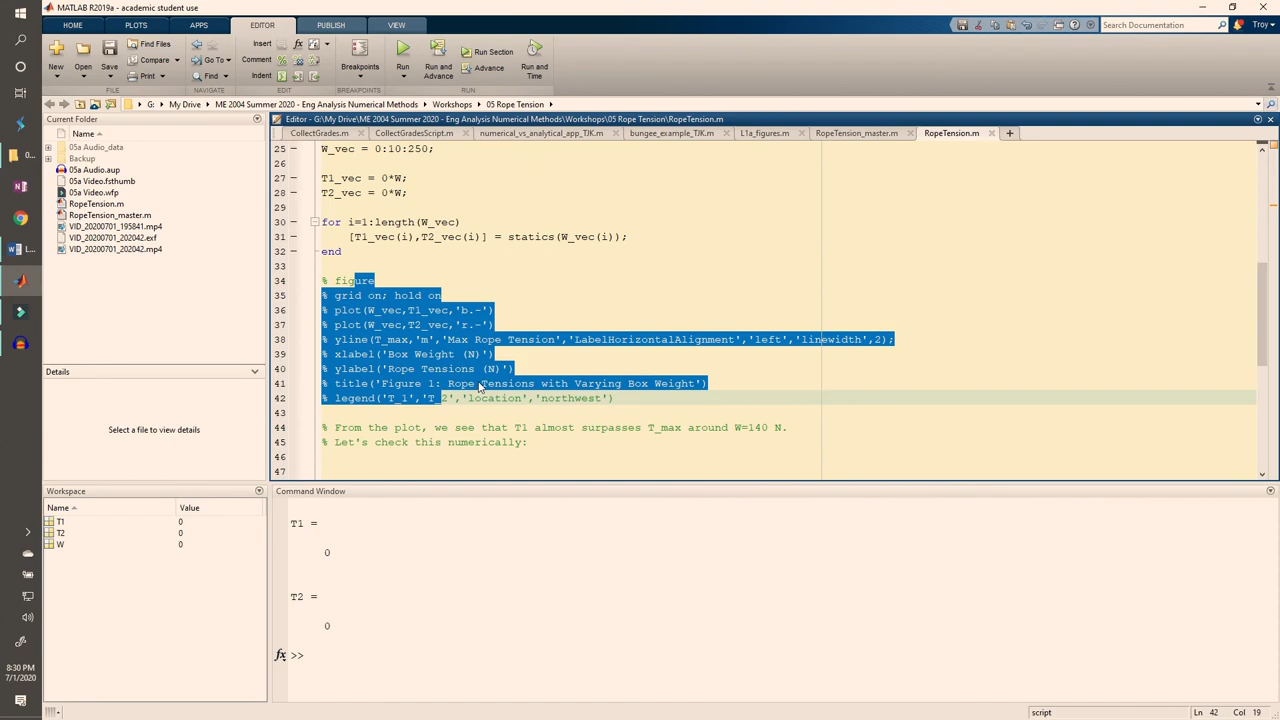 MATLAB R2019a - academic student use
HOME PLOTS APPS EDITOR PUBLISH VIEW
Search Documentation
Troy
New Open Save Find Files Compare Print
Go To Find
Insert fx
Comment
Indent
Breakpoints Run Run and Advance Run Section Advance Run and Time
FILE NAVIGATE EDIT BREAKPOINTS RUN
G: My Drive ME 2004 Summer 2020 - Eng Analysis Numerical Methods Workshops 05 Rope Tension
Current Folder
Name
05a Audio_data
Backup
05a Audio.aup
05a Video.fsthumb
05a Video.wfp
RopeTension.m
RopeTension_master.m
VID_20200701_195841.mp4
VID_20200701_202042.exf
VID_20200701_202042.mp4
Details
Select a file to view details
Workspace
Name Value
T1 0
T2 0
W 0
Editor - G:\My Drive\ME 2004 Summer 2020 - Eng Analysis Numerical Methods\Workshops\05 Rope Tension\RopeTension.m
CollectGrades.m CollectGradesScript.m numerical_vs_analytical_app_TJK.m bungee_example_TJK.m L1a_figures.m RopeTension_master.m RopeTension.m
25 W_vec = 0:10:250;
26
27 T1_vec = 0*W;
28 T2_vec = 0*W;
29
30 for i=1:length(W_vec)
31 [T1_vec(i),T2_vec(i)] = statics(W_vec(i));
32 end
33
34 % figure
35 % grid on; hold on
36 % plot(W_vec,T1_vec,'b.-')
37 % plot(W_vec,T2_vec,'r.-')
38 % yline(T_max,'m','Max Rope Tension','LabelHorizontalAlignment','left','linewidth',2);
39 % xlabel('Box Weight (N)')
40 % ylabel('Rope Tensions (N)')
41 % title('Figure 1: Rope Tensions with Varying Box Weight')
42 % legend('T_1','T_2','location','northwest')
43
44 % From the plot, we see that T1 almost surpasses T_max around W=140 N.
45 % Let's check this numerically:
46
47
Command Window
T1 =
0
T2 =
0
fx >>
8:30 PM
7/1/2020
script
Ln 42 Col 19